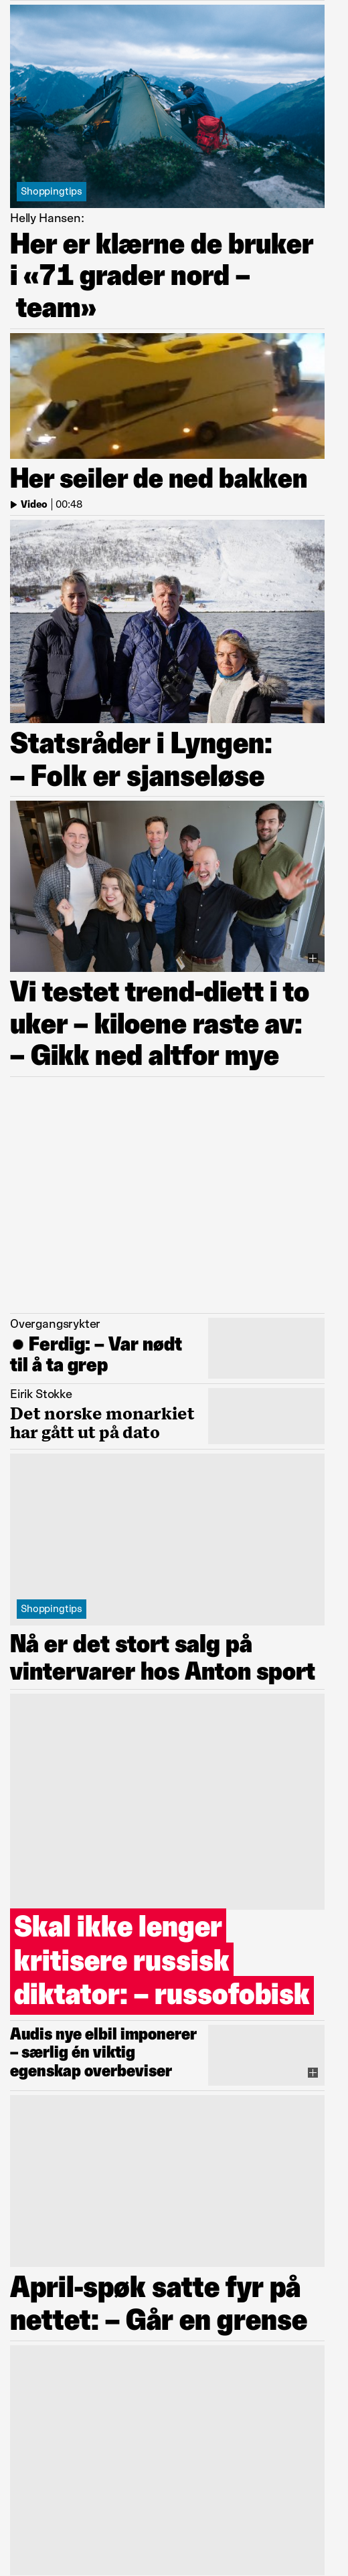 Shoppingtips
Helly Hansen:
Her er klærne de bruker
i «71 grader nord –
team»
Her seiler de ned bakken
Video | 00:48
Statsråder i Lyngen:
– Folk er sjanseløse
Vi testet trend-diett i to
uker – kiloene raste av:
– Gikk ned altfor mye
Overgangsrykter
● Ferdig: – Var nødt
til å ta grep
Eirik Stokke
Det norske monarkiet
har gått ut på dato
Shoppingtips
Nå er det stort salg på
vintervarer hos Anton sport
Skal ikke lenger
kritisere russisk
diktator: – russofobisk
Audis nye elbil imponerer
– særlig én viktig
egenskap overbeviser
April-spøk satte fyr på
nettet: – Går en grense